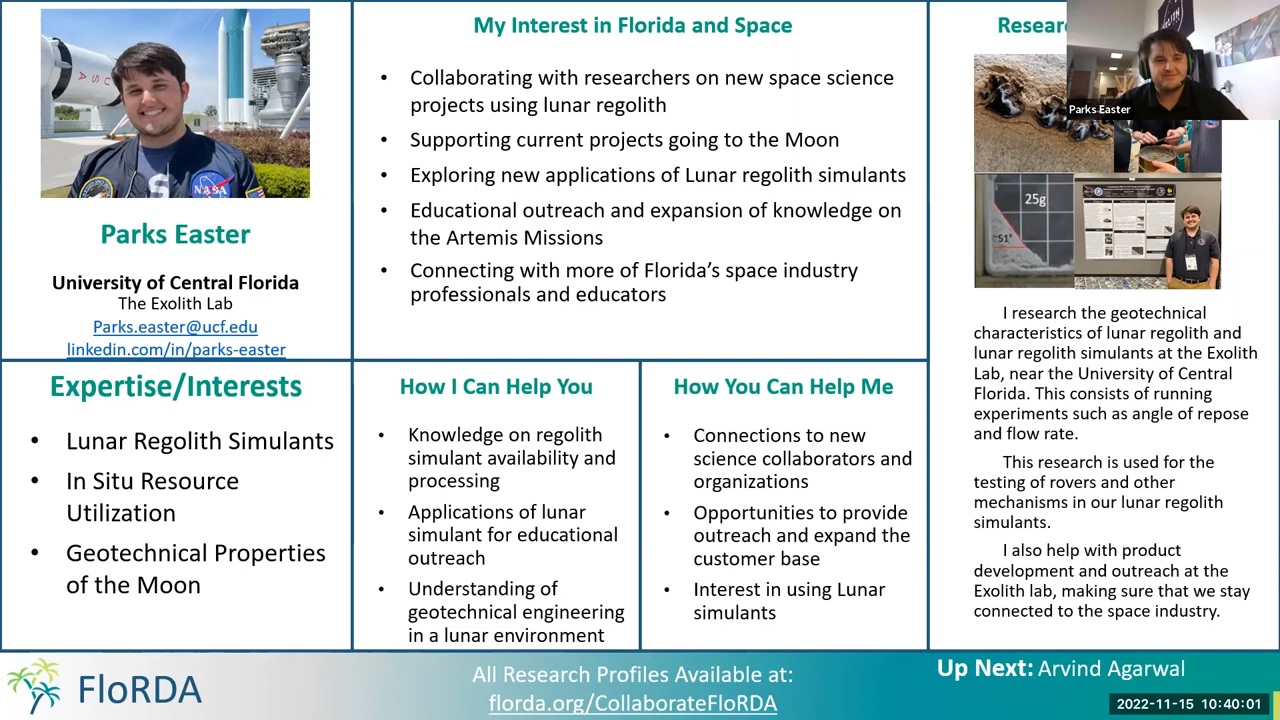 My Interest in Florida and Space
• Collaborating with researchers on new space science
projects using lunar regolith
• Supporting current projects going to the Moon
• Exploring new applications of Lunar regolith simulants
• Educational outreach and expansion of knowledge on
the Artemis Missions
• Connecting with more of Florida's space industry
professionals and educators
USA
NASA
Parks Easter
University of Central Florida
The Exolith Lab
Parks.easter@ucf.edu
linkedin.com/in/parks-easter
Expertise/Interests
• Lunar Regolith Simulants
• In Situ Resource
Utilization
• Geotechnical Properties
of the Moon
How I Can Help You
• Knowledge on regolith
simulant availability and
processing
• Applications of lunar
simulant for educational
outreach
• Understanding of
geotechnical engineering
in a lunar environment
How You Can Help Me
• Connections to new
science collaborators and
organizations
• Opportunities to provide
outreach and expand the
customer base
• Interest in using Lunar
simulants
Parks Easter
25g
~51°
I research the geotechnical
characteristics of lunar regolith and
lunar regolith simulants at the Exolith
Lab, near the University of Central
Florida. This consists of running
experiments such as angle of repose
and flow rate.
This research is used for the
testing of rovers and other
mechanisms in our lunar regolith
simulants.
I also help with product
development and outreach at the
Exolith lab, making sure that we stay
connected to the space industry.
FloRDA
All Research Profiles Available at:
florda.org/CollaborateFloRDA
Up Next: Arvind Agarwal
2022-11-15 10:40:01